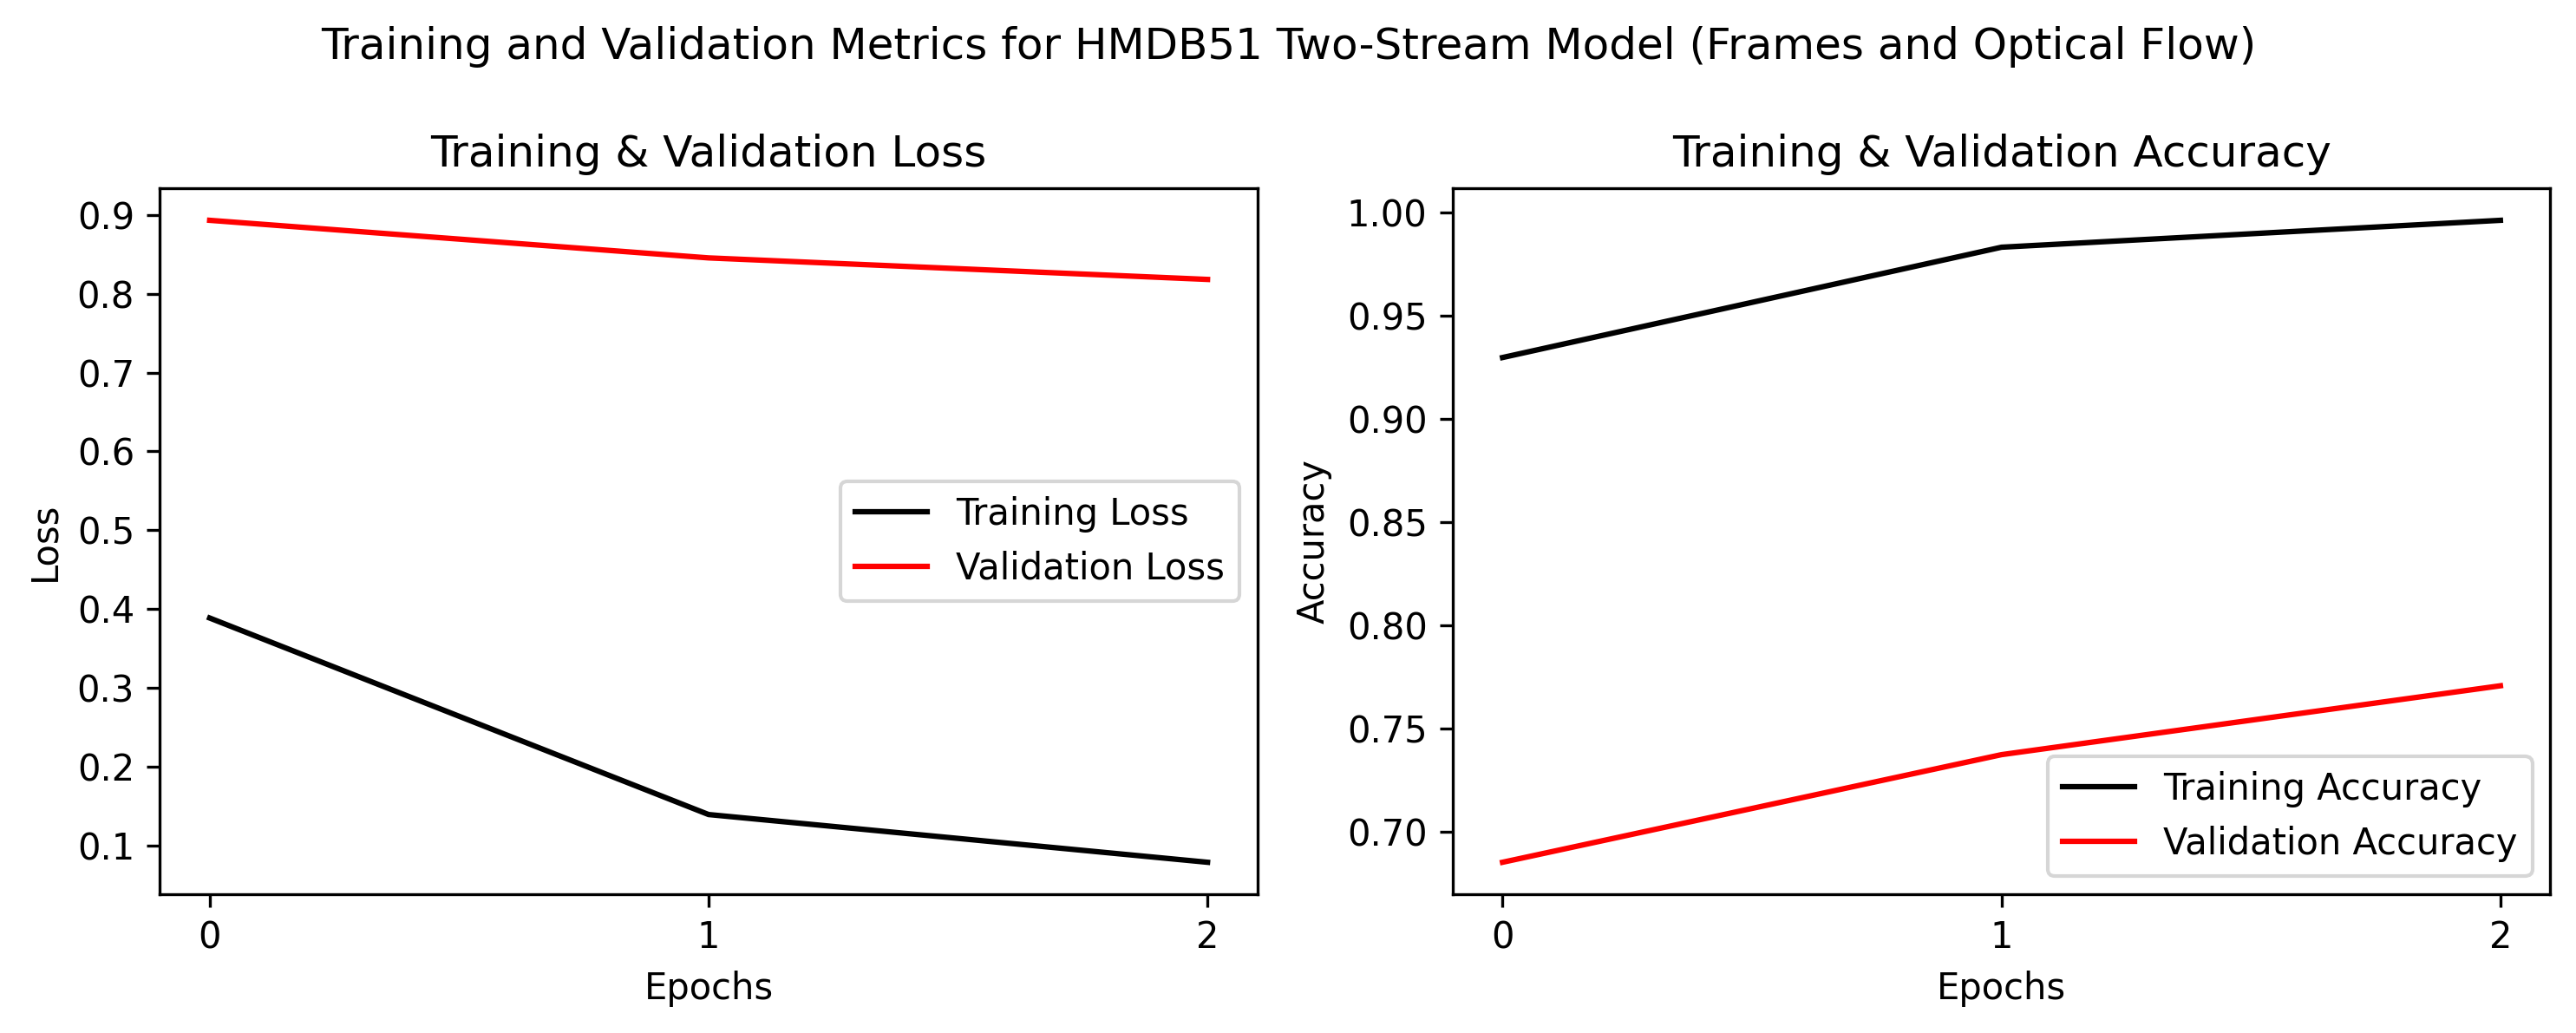 Training and Validation Metrics for HMDB51 Two-Stream Model (Frames and Optical Flow)
Training & Validation Loss
0.9
0.8
0.7
0.6
0.5
0.4
0.3
0.2
0.1
Loss
Training Loss
Validation Loss
0 1 2
Epochs
Training & Validation Accuracy
1.00
0.95
0.90
0.85
0.80
0.75
0.70
Accuracy
Training Accuracy
Validation Accuracy
0 1 2
Epochs